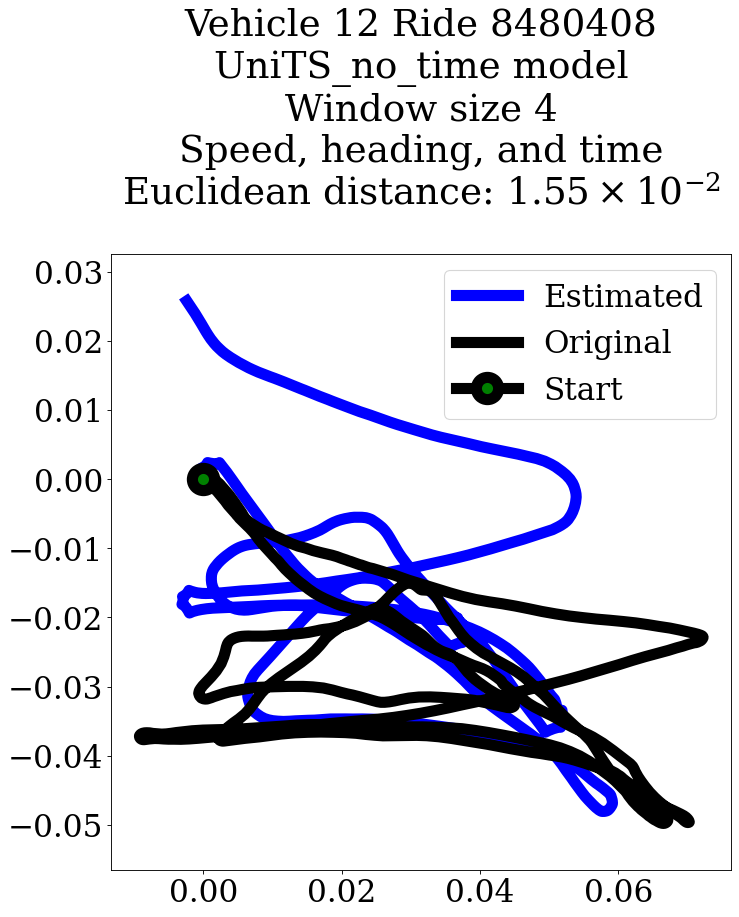 Vehicle 12 Ride 8480408
UniTS_no_time model
Window size 4
Speed, heading, and time
Euclidean distance: 1.55 × 10⁻²
0.03
0.02
0.01
0.00
−0.01
−0.02
−0.03
−0.04
−0.05
Estimated
Original
Start
0.00 0.02 0.04 0.06